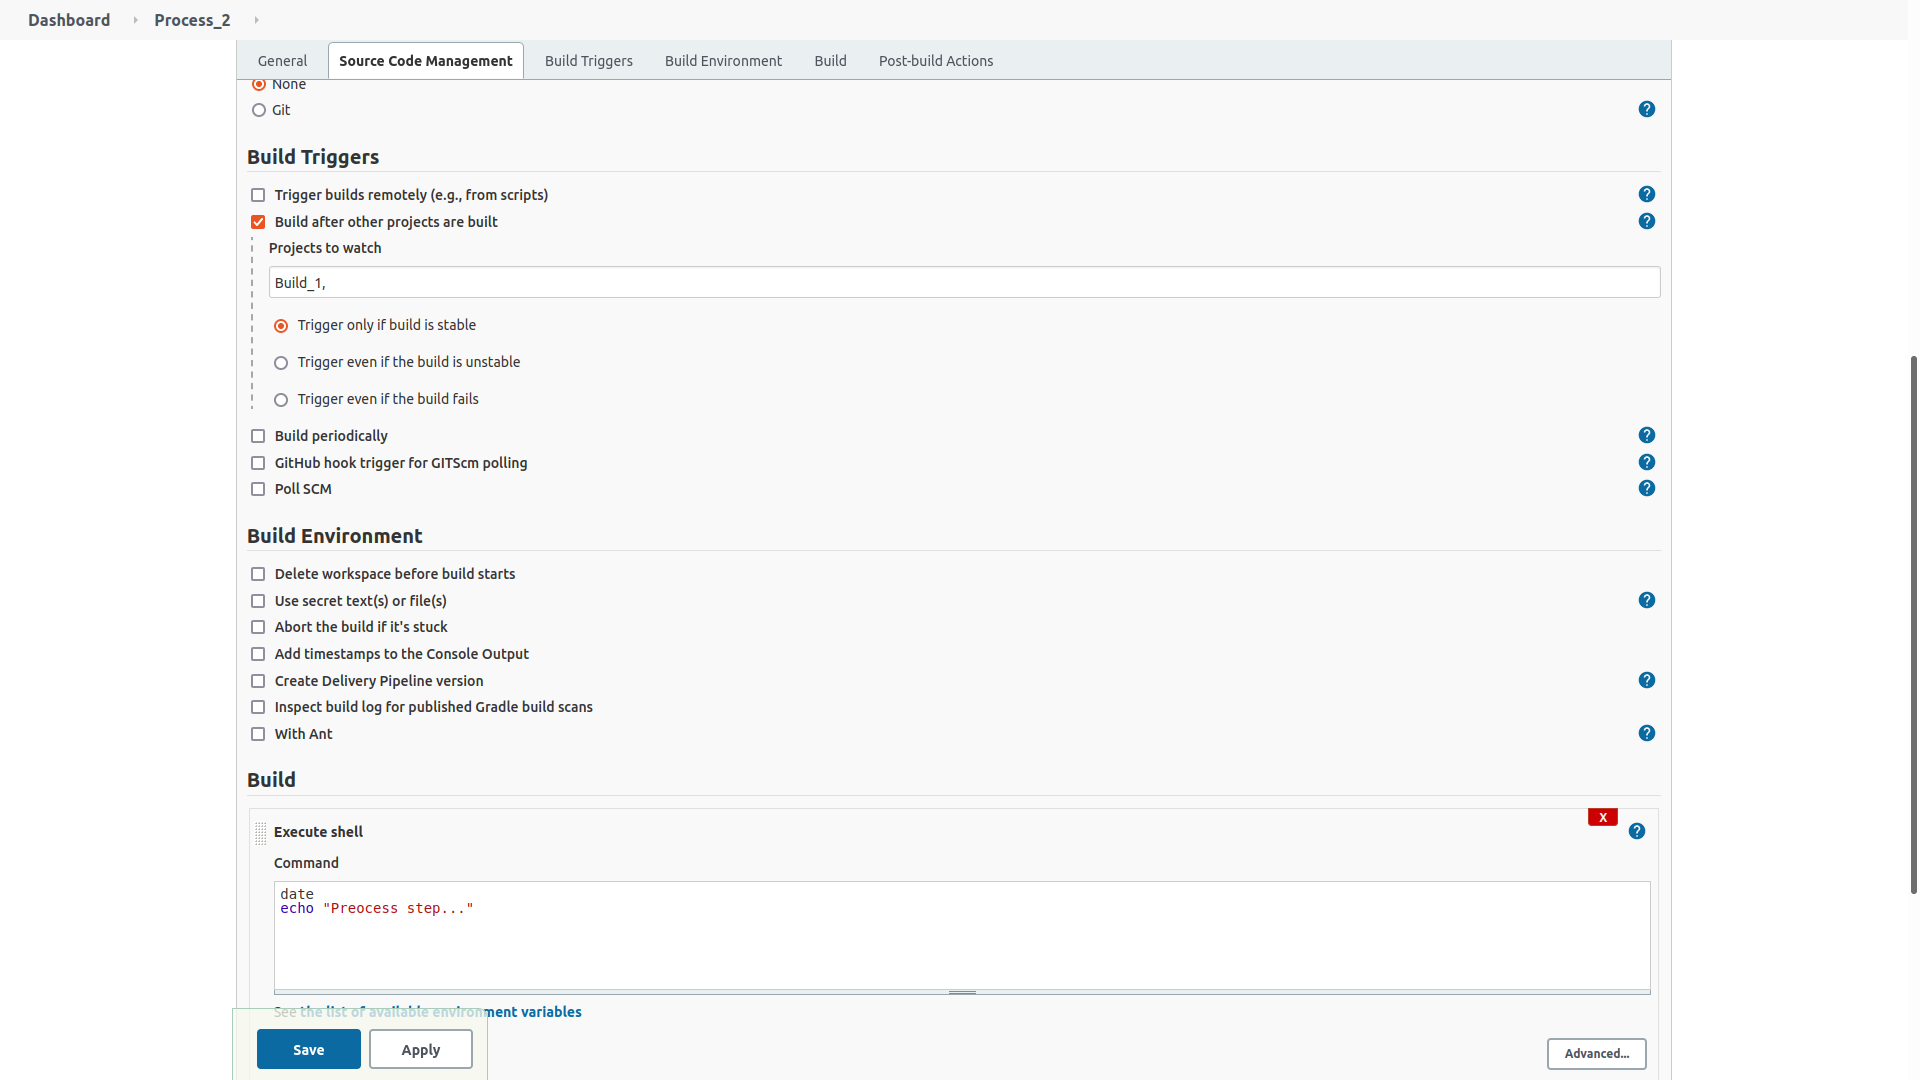 Dashboard Process_2
General Source Code Management Build Triggers Build Environment Build Post-build Actions
None
Git
?
Build Triggers
Trigger builds remotely (e.g., from scripts)
?
Build after other projects are built
?
Projects to watch
Build_1,
Trigger only if build is stable
Trigger even if the build is unstable
Trigger even if the build fails
Build periodically
?
GitHub hook trigger for GITScm polling
?
Poll SCM
?
Build Environment
Delete workspace before build starts
Use secret text(s) or file(s)
?
Abort the build if it's stuck
Add timestamps to the Console Output
Create Delivery Pipeline version
?
Inspect build log for published Gradle build scans
With Ant
?
Build
X
Execute shell
?
Command
date
echo "Preocess step..."
See the list of available environment variables
Save Apply
Advanced...